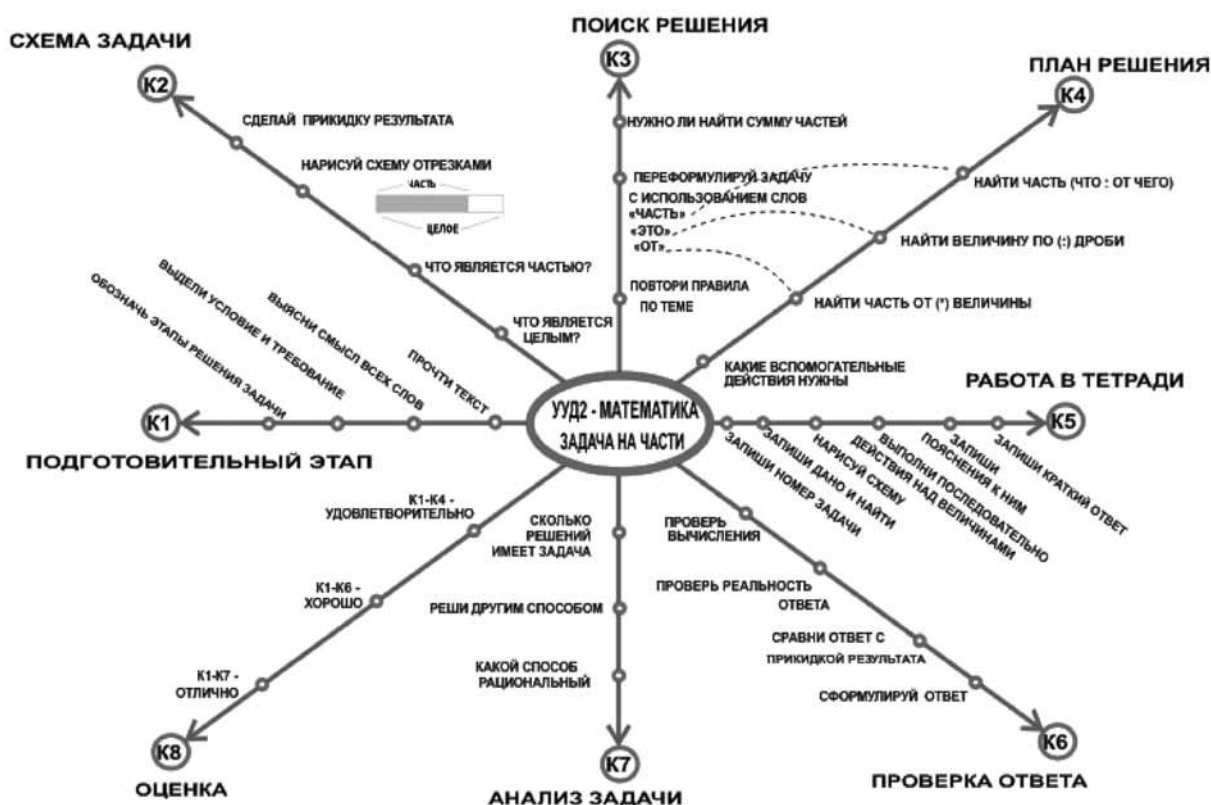 СХЕМА ЗАДАЧИ
К2
СДЕЛАЙ ПРИКИДКУ РЕЗУЛЬТАТА
НАРИСУЙ СХЕМУ ОТРЕЗКАМИ
ЧАСТЬ
ЦЕЛОЕ
ЧТО ЯВЛЯЕТСЯ ЧАСТЬЮ?
ЧТО ЯВЛЯЕТСЯ
ЦЕЛЫМ?
ПОИСК РЕШЕНИЯ
К3
НУЖНО ЛИ НАЙТИ СУММУ ЧАСТЕЙ
ПЕРЕФОРМУЛИРУЙ ЗАДАЧУ
С ИСПОЛЬЗОВАНИЕМ СЛОВ
«ЧАСТЬ»
«ЭТО»
«ОТ»
ПОВТОРИ ПРАВИЛА
ПО ТЕМЕ
ПЛАН РЕШЕНИЯ
К4
НАЙТИ ЧАСТЬ (ЧТО : ОТ ЧЕГО)
НАЙТИ ВЕЛИЧИНУ ПО (:) ДРОБИ
НАЙТИ ЧАСТЬ ОТ (*) ВЕЛИЧИНЫ
КАКИЕ ВСПОМОГАТЕЛЬНЫЕ
ДЕЙСТВИЯ НУЖНЫ
ОБОЗНАЧЬ ЭТАПЫ РЕШЕНИЯ ЗАДАЧИ
ВЫДЕЛИ УСЛОВИЕ И ТРЕБОВАНИЕ
ВЫЯСНИ СМЫСЛ ВСЕХ СЛОВ
ПРОЧТИ ТЕКСТ
К1
ПОДГОТОВИТЕЛЬНЫЙ ЭТАП
УУД2 - МАТЕМАТИКА
ЗАДАЧА НА ЧАСТИ
РАБОТА В ТЕТРАДИ
К5
ЗАПИШИ НОМЕР ЗАДАЧИ
ЗАПИШИ ДАНО И НАЙТИ
НАРИСУЙ СХЕМУ
ВЫПОЛНИ ПОСЛЕДОВАТЕЛЬНО
ДЕЙСТВИЯ НАД ВЕЛИЧИНАМИ
ЗАПИШИ
ПОЯСНЕНИЯ К НИМ
ЗАПИШИ КРАТКИЙ ОТВЕТ
К1-К4 -
УДОВЛЕТВОРИТЕЛЬНО
К1-К6 -
ХОРОШО
К1-К7 -
ОТЛИЧНО
К8
ОЦЕНКА
СКОЛЬКО
РЕШЕНИЙ
ИМЕЕТ ЗАДАЧА
РЕШИ ДРУГИМ СПОСОБОМ
КАКОЙ СПОСОБ
РАЦИОНАЛЬНЫЙ
К7
АНАЛИЗ ЗАДАЧИ
ПРОВЕРЬ
ВЫЧИСЛЕНИЯ
ПРОВЕРЬ РЕАЛЬНОСТЬ
ОТВЕТА
СРАВНИ ОТВЕТ С
ПРИКИДКОЙ РЕЗУЛЬТАТА
СФОРМУЛИРУЙ ОТВЕТ
К6
ПРОВЕРКА ОТВЕТА